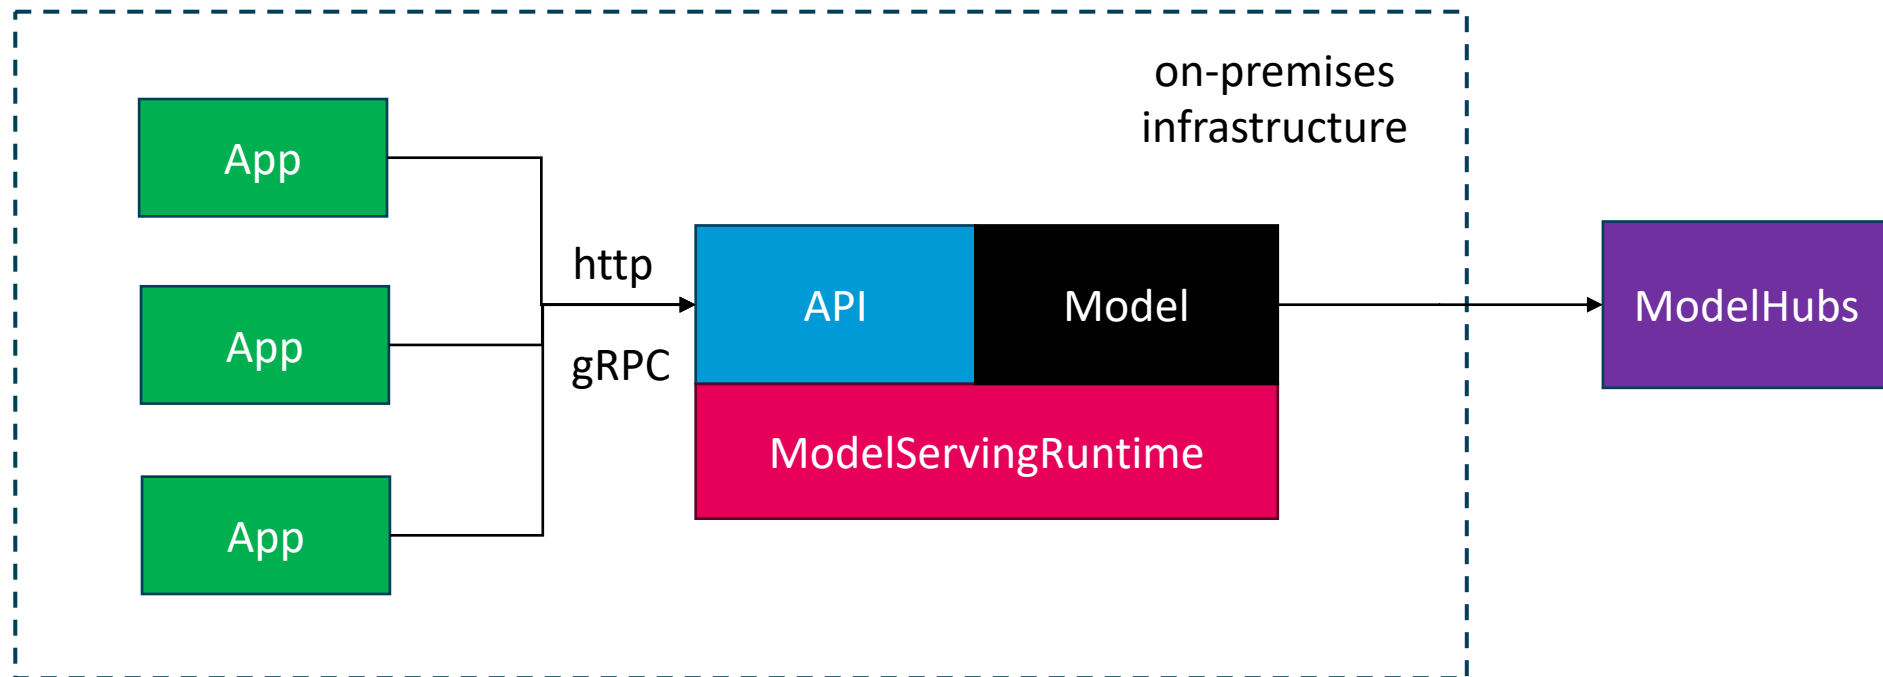 on-premises
infrastructure
App
App
App
http
gRPC
API
Model
ModelServingRuntime
ModelHubs